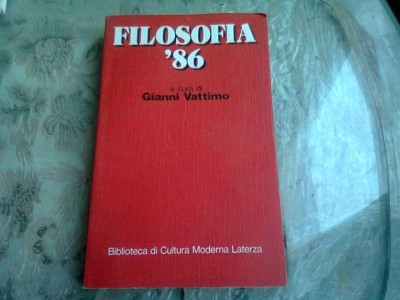 FILOSOFIA
'86
a cura di
Gianni Vattimo
Biblioteca di Cultura Moderna Laterza